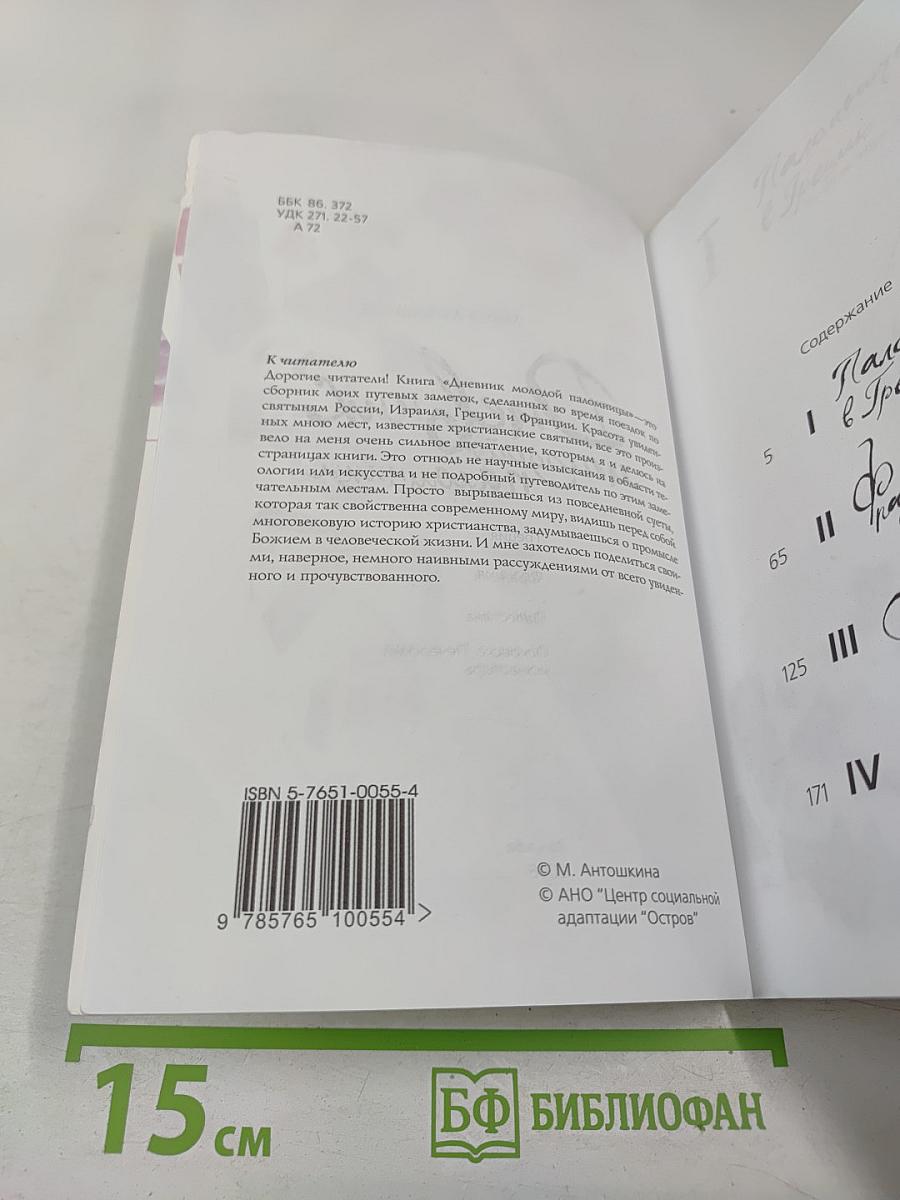 ББК 86. 372
УДК 271. 22-57
А 72
К читателю
Дорогие читатели! Книга «Дневник молодой паломницы»—это
сборник моих путевых заметок, сделанных во время поездок по
святыням России, Израиля, Греции и Франции. Красота увиден-
ных мною мест, известные христианские святыни, все это произ-
вело на меня очень сильное впечатление, которым я и делюсь на
страницах книги. Это отнюдь не научные изыскания в области те-
ологии или искусства и не подробный путеводитель по этим заме-
чательным местам. Просто вырываешься из повседневной суеты,
которая так свойственна современному миру, видишь перед собой
многовековую историю христианства, задумываешься о промысле
Божием в человеческой жизни. И мне захотелось поделиться свои-
ми, наверное, немного наивными рассуждениями от всего увиден-
ного и прочувствованного.
ISBN 5-7651-0055-4
9 785765 100554 >
© М. Антошкина
© АНО "Центр социальной
адаптации "Остров"
Содержание
5 I
в Гре
65 II
125 III
171 IV
15 см
БФ БИБЛИОФАН